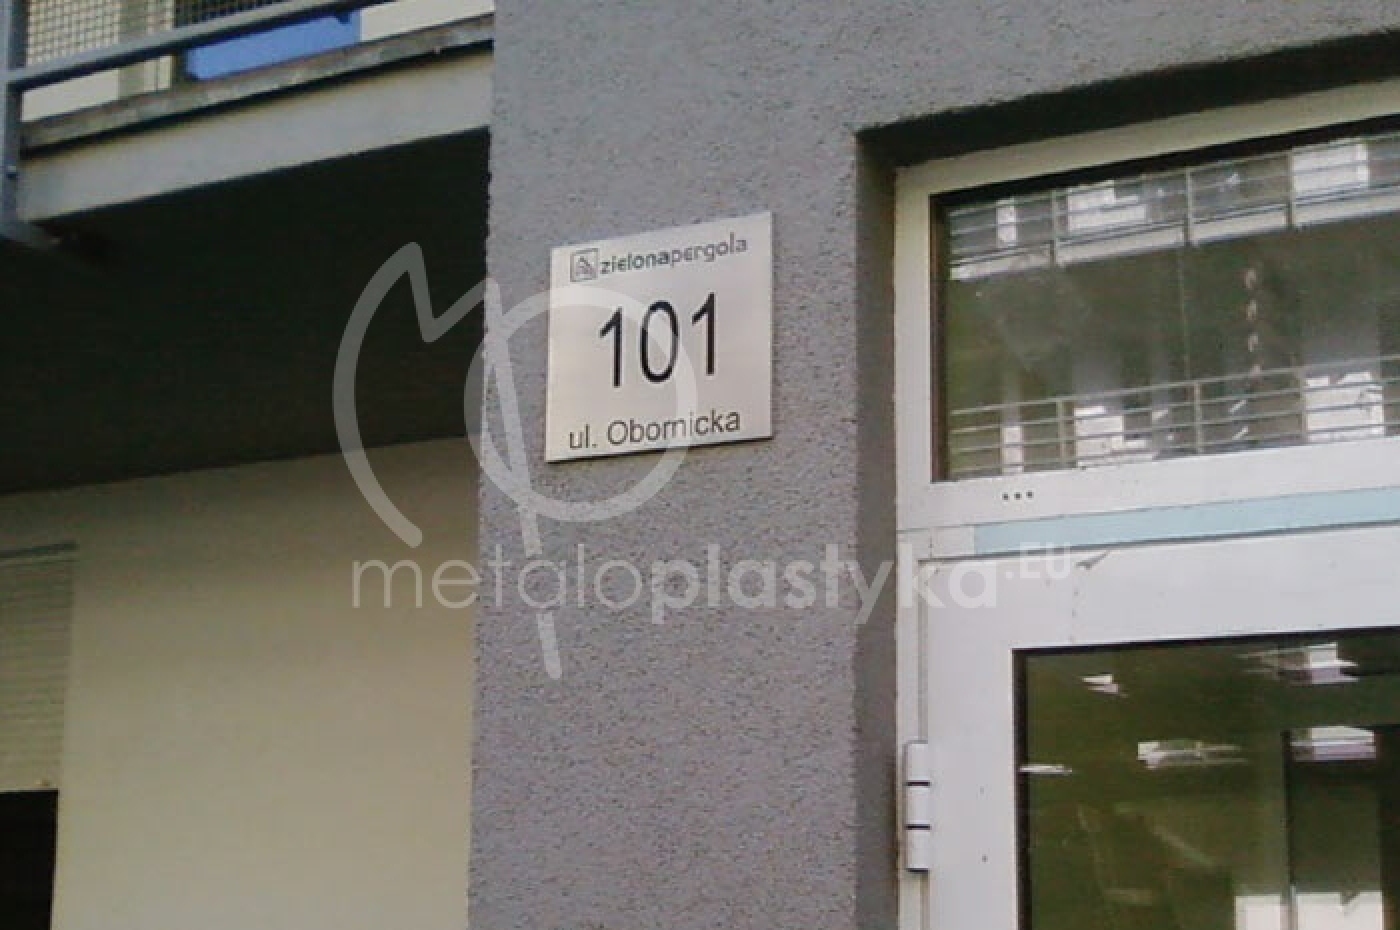 zielonapergola
101
ul. Obornicka
metaloplastyka.EU